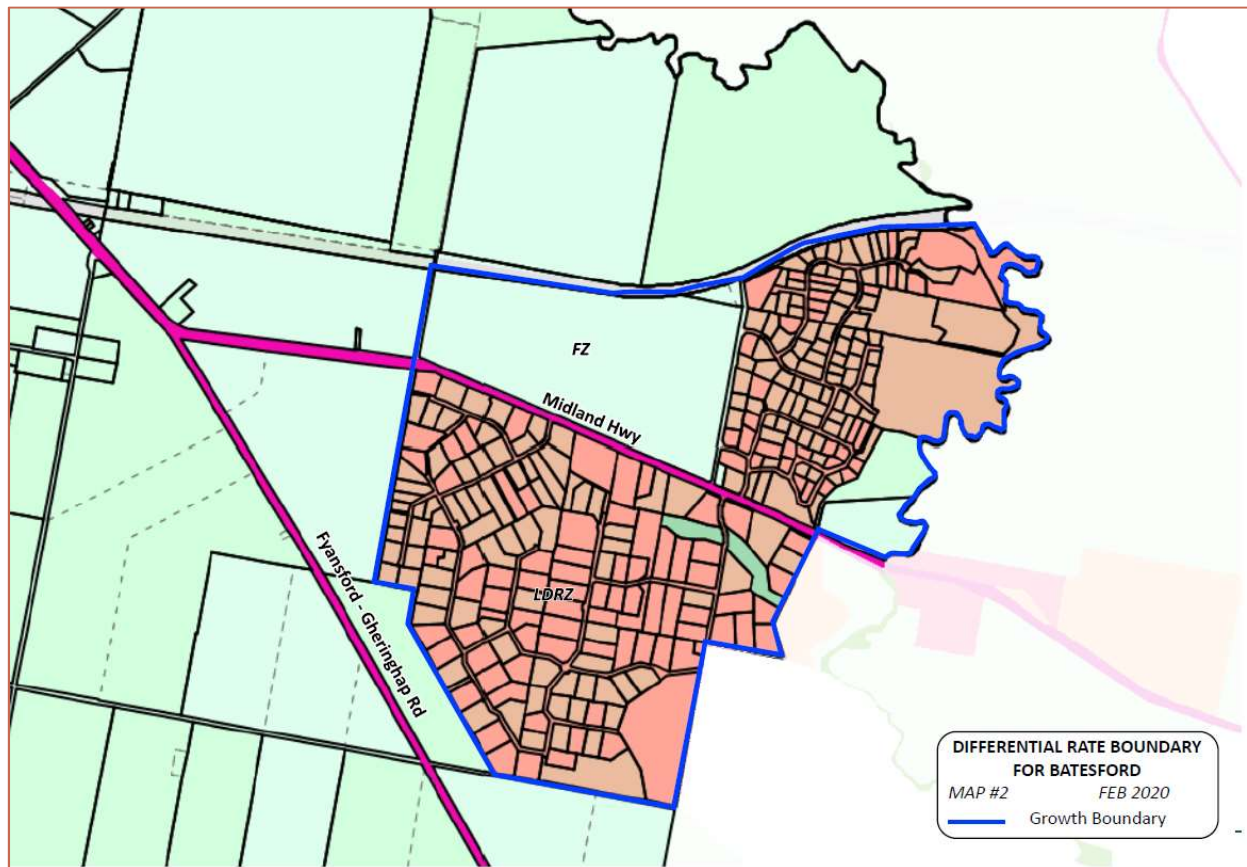 FZ
Midland Hwy
LDRZ
Fyansford - Gheringhap Rd
DIFFERENTIAL RATE BOUNDARY
FOR BATESFORD
MAP #2 FEB 2020
Growth Boundary